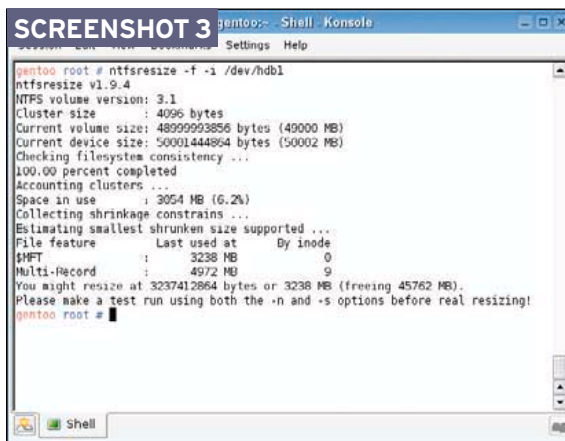 SCREENSHOT 3
gentoo:~ - Shell - Konsole
Session Edit View Bookmarks Settings Help
gentoo root # ntfsresize -f -i /dev/hdb1
ntfsresize v1.9.4
NTFS volume version: 3.1
Cluster size : 4096 bytes
Current volume size: 48999993856 bytes (49000 MB)
Current device size: 50001444864 bytes (50002 MB)
Checking filesystem consistency ...
100.00 percent completed
Accounting clusters ...
Space in use : 3054 MB (6.2%)
Collecting shrinkage constrains ...
Estimating smallest shrunken size supported ...
File feature Last used at By inode
$MFT : 3238 MB 0
Multi-Record : 4972 MB 9
You might resize at 3237412864 bytes or 3238 MB (freeing 45762 MB).
Please make a test run using both the -n and -s options before real resizing!
gentoo root #
Shell